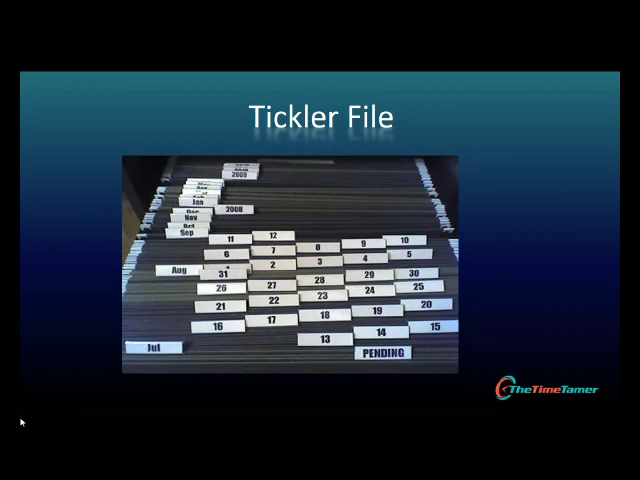 Tickler File
2009
Jan
2008
Dec
Nov
Oct
Sep
11 12 8 9 10
6 7 3 4 5
Aug 2
31 27 28 29 30
26 22 23 24 25
21 17 18 19 20
16 13 14 15
Jul
PENDING
TheTimeTamer